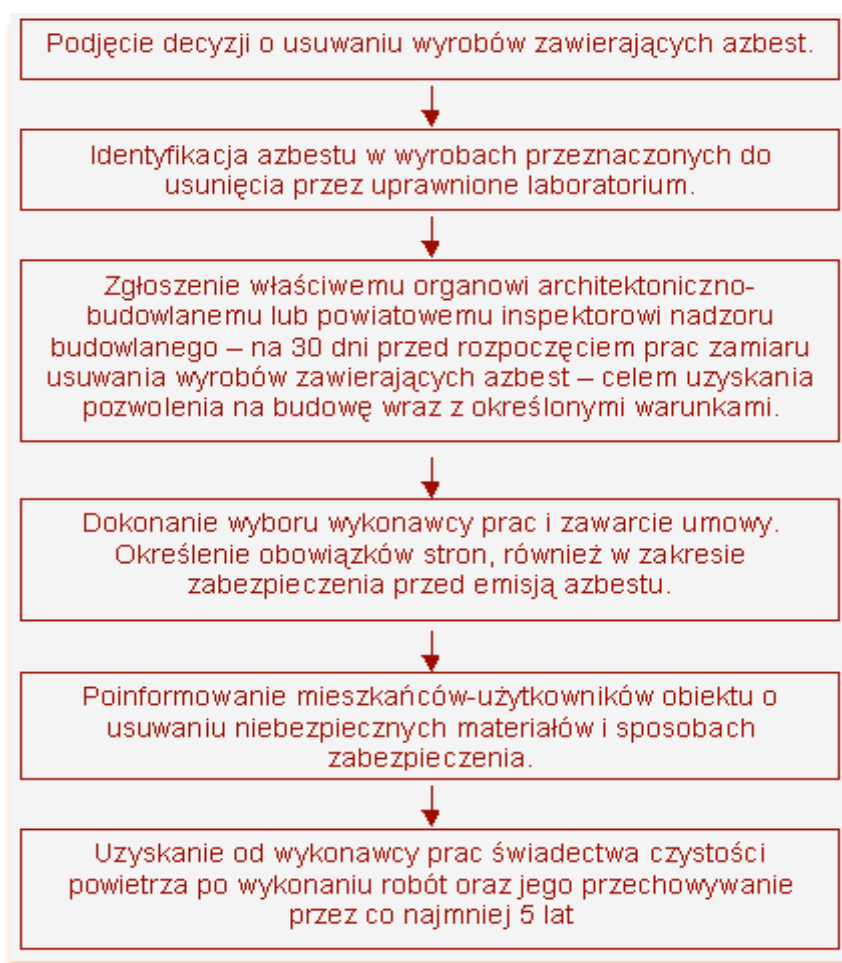 Podjęcie decyzji o usuwaniu wyrobów zawierających azbest.
Identyfikacja azbestu w wyrobach przeznaczonych do
usunięcia przez uprawnione laboratorium.
Zgłoszenie właściwemu organowi architektoniczno-
budowlanemu lub powiatowemu inspektorowi nadzoru
budowlanego – na 30 dni przed rozpoczęciem prac zamiaru
usuwania wyrobów zawierających azbest – celem uzyskania
pozwolenia na budowę wraz z określonymi warunkami.
Dokonanie wyboru wykonawcy prac i zawarcie umowy.
Określenie obowiązków stron, również w zakresie
zabezpieczenia przed emisją azbestu.
Poinformowanie mieszkańców-użytkowników obiektu o
usuwaniu niebezpiecznych materiałów i sposobach
zabezpieczenia.
Uzyskanie od wykonawcy prac świadectwa czystości
powietrza po wykonaniu robót oraz jego przechowywanie
przez co najmniej 5 lat